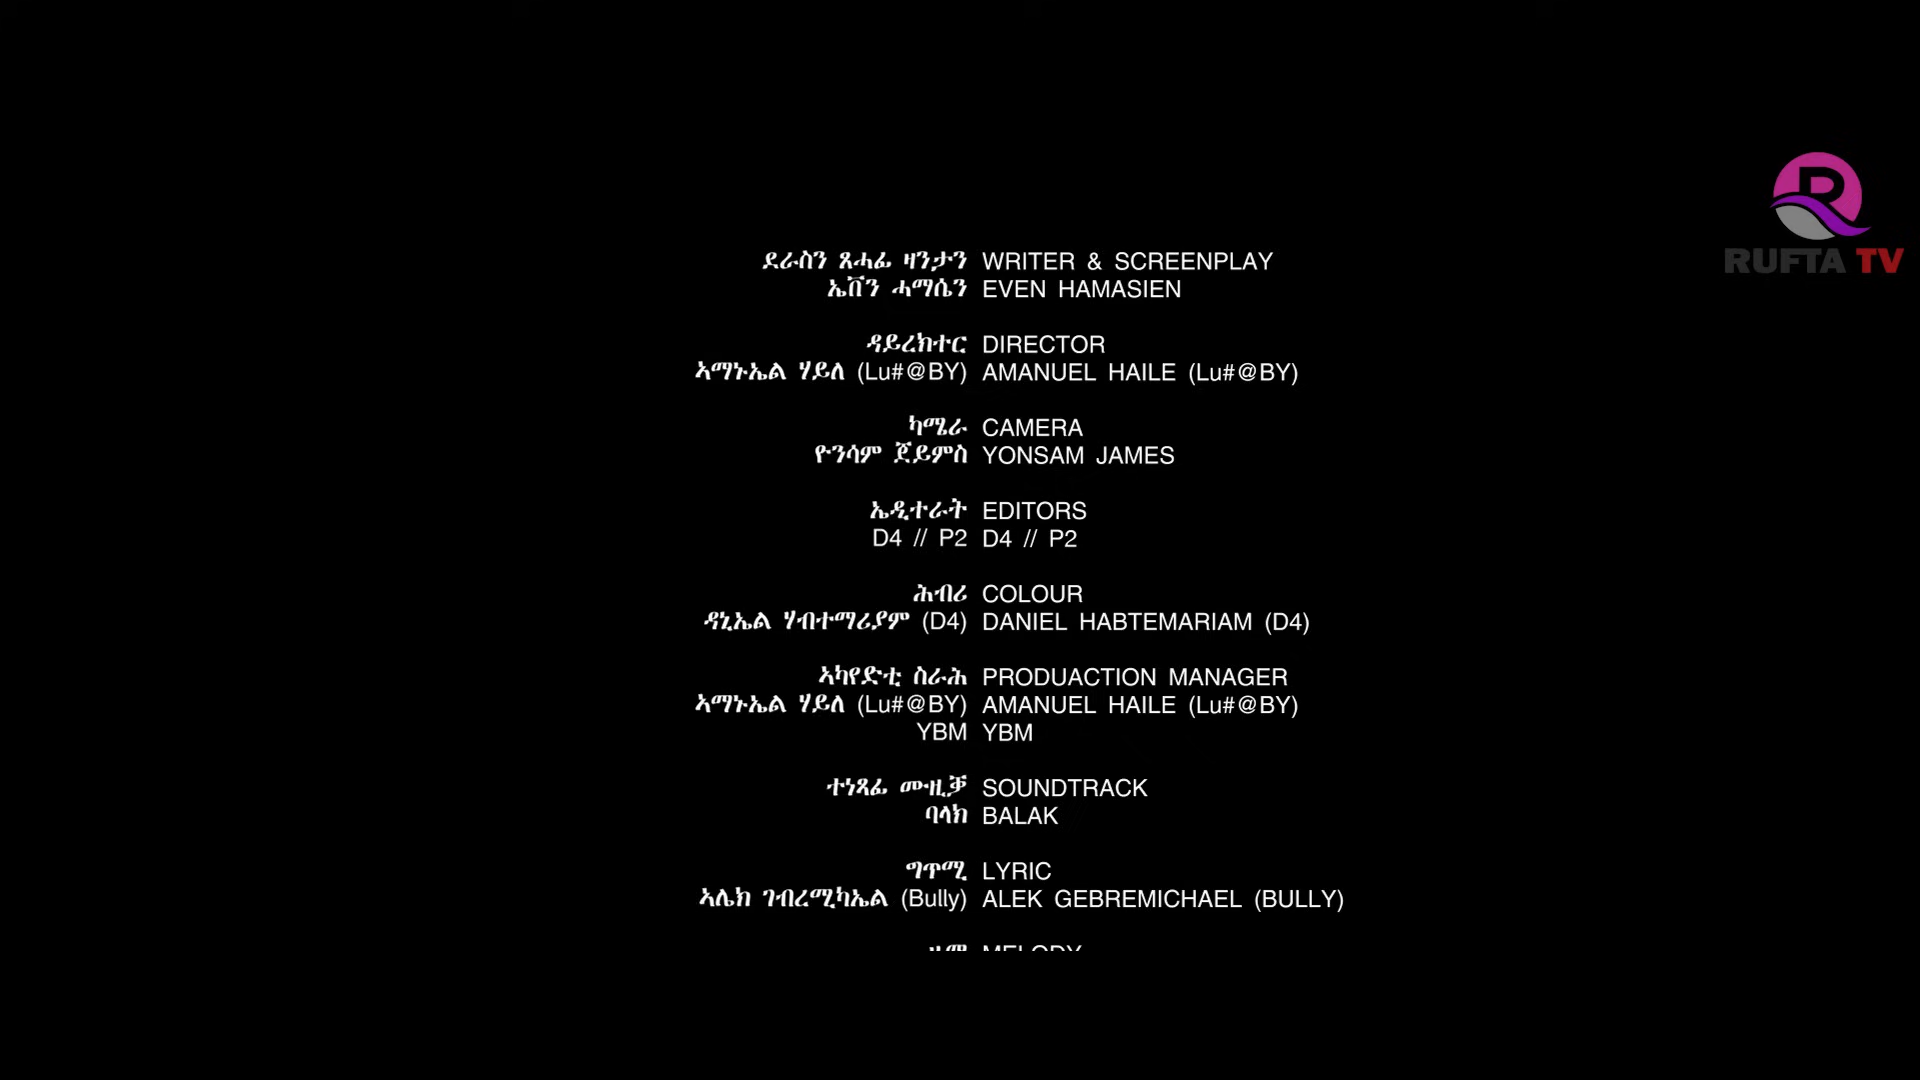 RUFTA TV
ደራስን ጸሓፊ ዛንታን WRITER & SCREENPLAY
ኤቨን ሓማሴን EVEN HAMASIEN
ዳይረክተር DIRECTOR
ኣማኑኤል ሃይለ (Lu#@BY) AMANUEL HAILE (Lu#@BY)
ካሜራ CAMERA
ዮንሳም ጀይምስ YONSAM JAMES
ኤዲተራት EDITORS
D4 // P2 D4 // P2
ሕብሪ COLOUR
ዳኒኤል ሃብተማሪያም (D4) DANIEL HABTEMARIAM (D4)
ኣካየድቲ ስራሕ PRODUACTION MANAGER
ኣማኑኤል ሃይለ (Lu#@BY) AMANUEL HAILE (Lu#@BY)
YBM YBM
ተነጻፊ ሙዚቃ SOUNDTRACK
ባላክ BALAK
ግጥሚ LYRIC
ኣሌክ ገብረሚካኤል (Bully) ALEK GEBREMICHAEL (BULLY)
MELODY